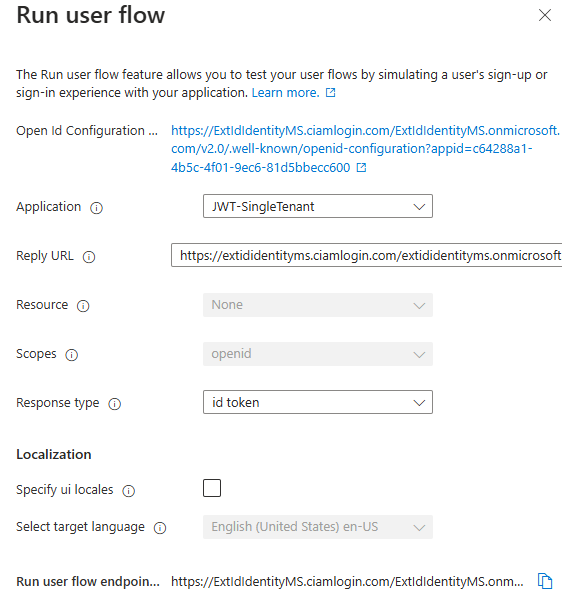 Run user flow
The Run user flow feature allows you to test your user flows by simulating a user's sign-up or
sign-in experience with your application. Learn more.
Open Id Configuration ... https://ExtIdIdentityMS.ciamlogin.com/ExtIdIdentityMS.onmicrosoft.
com/v2.0/.well-known/openid-configuration?appid=c64288a1-
4b5c-4f01-9ec6-81d5bbecc600
Application JWT-SingleTenant
Reply URL https://extididentityms.ciamlogin.com/extididentityms.onmicrosoft
Resource None
Scopes openid
Response type id token
Localization
Specify ui locales
Select target language English (United States) en-US
Run user flow endpoin... https://ExtIdIdentityMS.ciamlogin.com/ExtIdIdentityMS.onm...